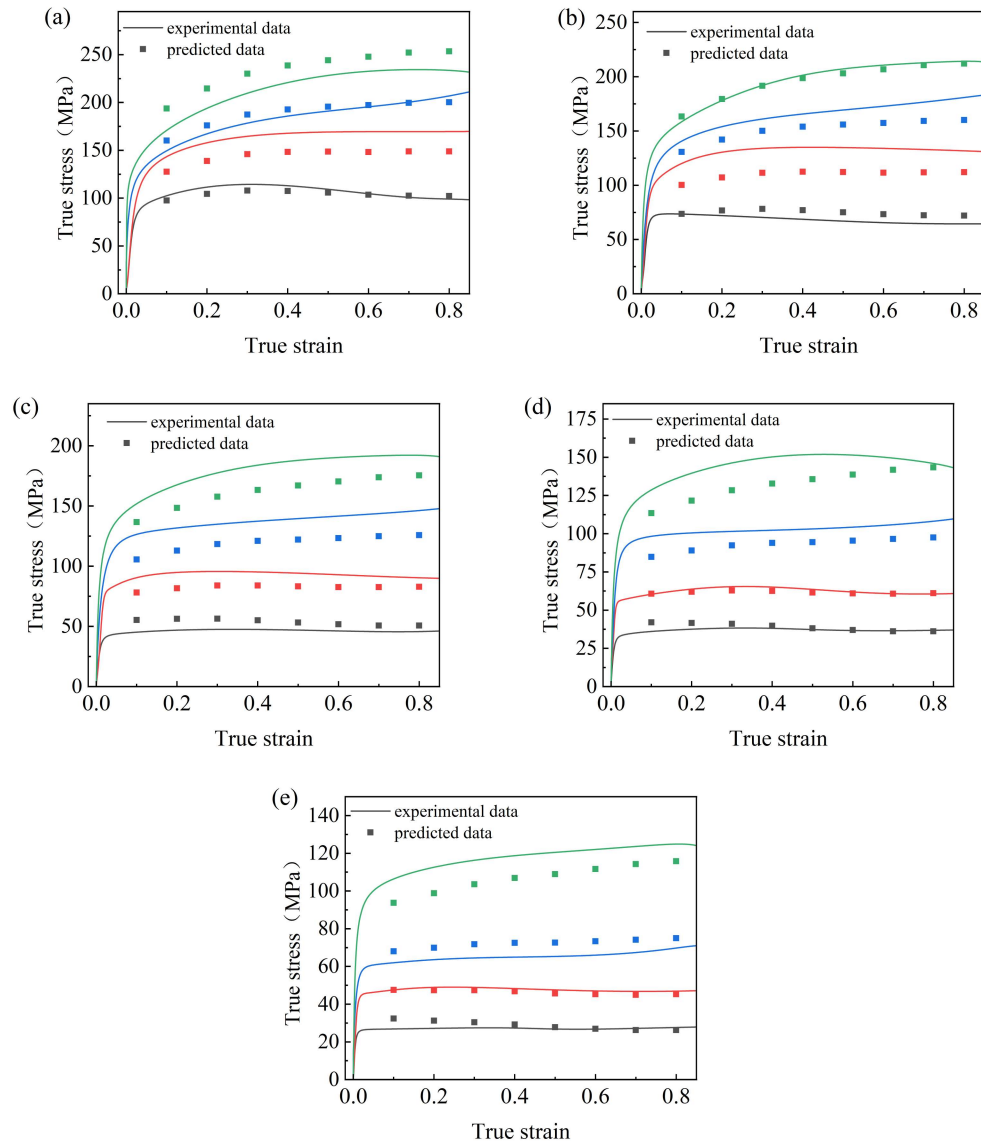 (a)
experimental data
predicted data
250
200
150
100
50
0
True stress（MPa）
0.0 0.2 0.4 0.6 0.8
True strain
(b)
experimental data
predicted data
250
200
150
100
50
0
True stress（MPa）
0.0 0.2 0.4 0.6 0.8
True strain
(c)
experimental data
predicted data
200
150
100
50
0
True stress（MPa）
0.0 0.2 0.4 0.6 0.8
True strain
(d)
experimental data
predicted data
175
150
125
100
75
50
25
0
True stress（MPa）
0.0 0.2 0.4 0.6 0.8
True strain
(e)
experimental data
predicted data
140
120
100
80
60
40
20
0
True stress（MPa）
0.0 0.2 0.4 0.6 0.8
True strain